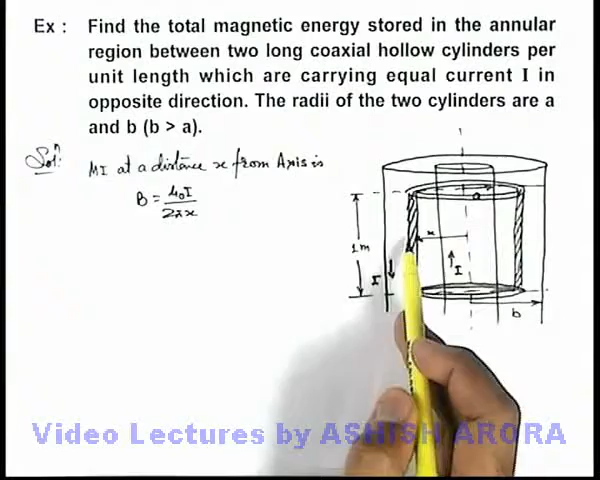 Ex : Find the total magnetic energy stored in the annular
region between two long coaxial hollow cylinders per
unit length which are carrying equal current I in
opposite direction. The radii of the two cylinders are a
and b (b > a).
Solⁿ: MI at a distance x from Axis is
B = μ₀I / 2πx
a
x
1m
I
I
b
Video Lectures by ASHISH ARORA